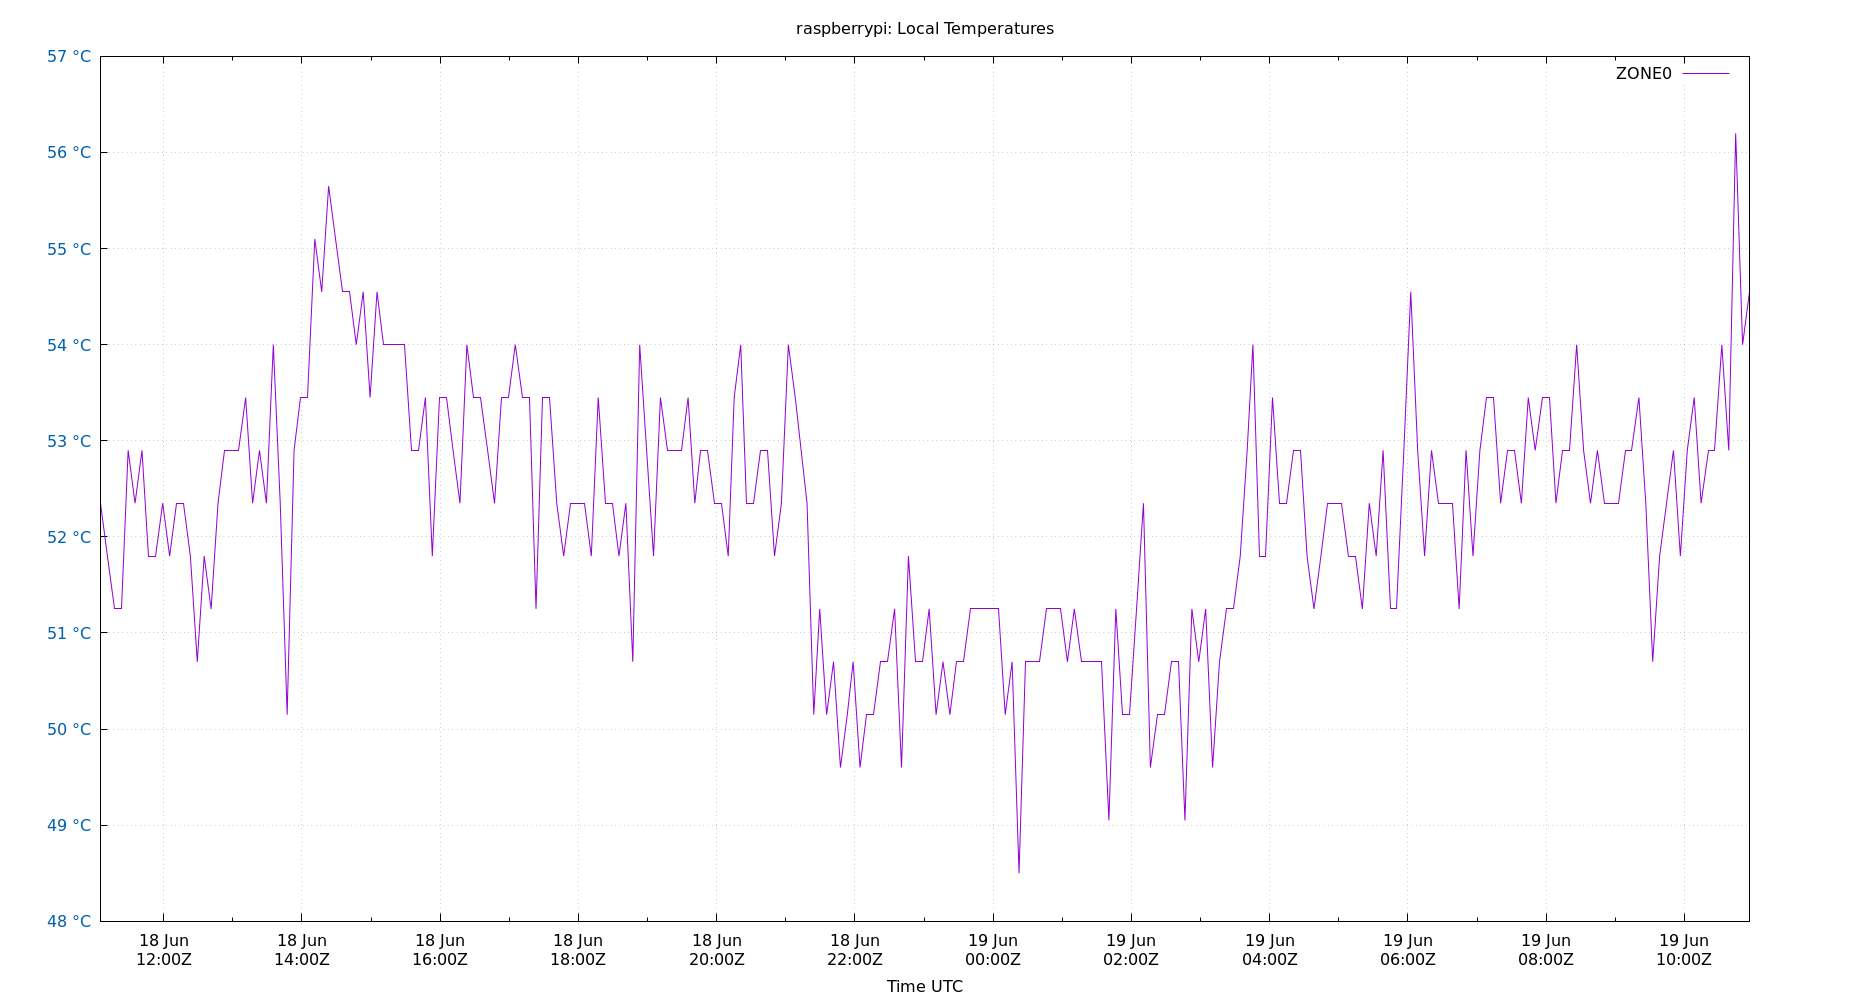 raspberrypi: Local Temperatures
57 °C
ZONE0
56 °C
55 °C
54 °C
53 °C
52 °C
51 °C
50 °C
49 °C
48 °C
18 Jun 18 Jun 18 Jun 18 Jun 18 Jun 18 Jun 19 Jun 19 Jun 19 Jun 19 Jun 19 Jun 19 Jun
12:00Z 14:00Z 16:00Z 18:00Z 20:00Z 22:00Z 00:00Z 02:00Z 04:00Z 06:00Z 08:00Z 10:00Z
Time UTC